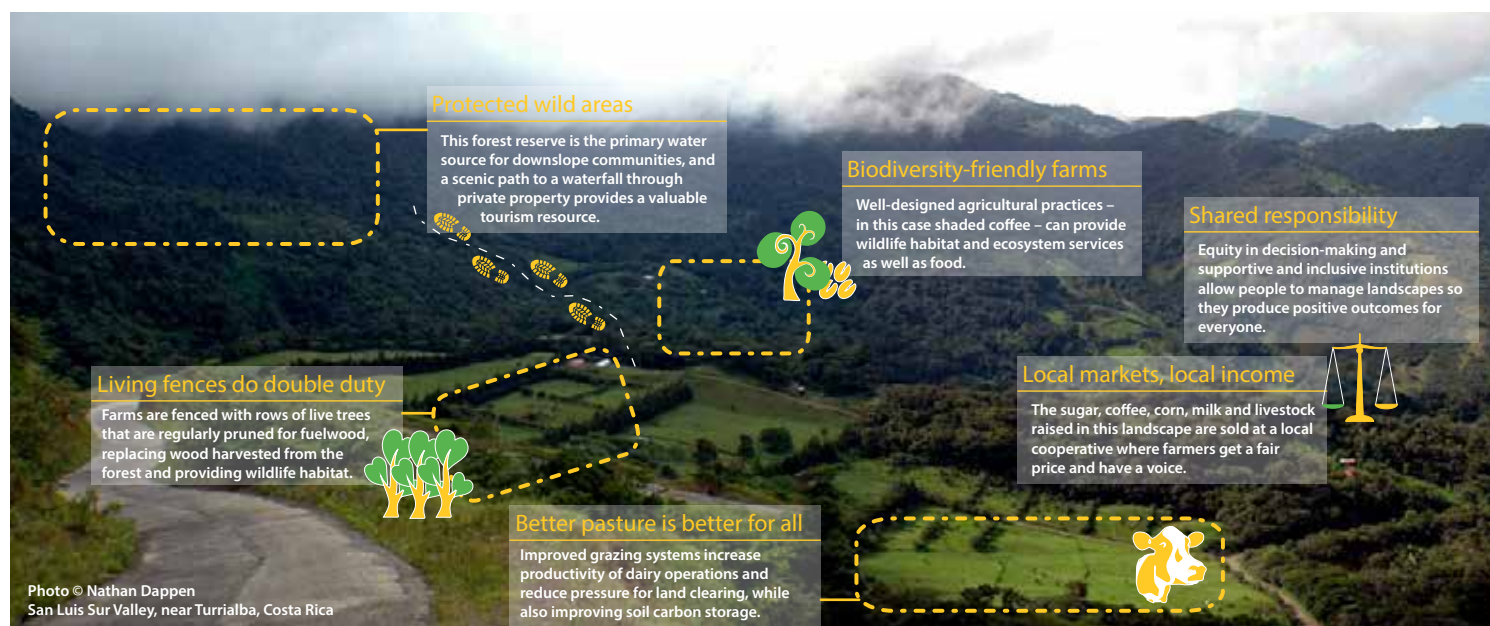 Protected wild areas
This forest reserve is the primary water
source for downslope communities, and
a scenic path to a waterfall through
private property provides a valuable
tourism resource.
Biodiversity-friendly farms
Well-designed agricultural practices –
in this case shaded coffee – can provide
wildlife habitat and ecosystem services
as well as food.
Shared responsibility
Equity in decision-making and
supportive and inclusive institutions
allow people to manage landscapes so
they produce positive outcomes for
everyone.
Living fences do double duty
Farms are fenced with rows of live trees
that are regularly pruned for fuelwood,
replacing wood harvested from the
forest and providing wildlife habitat.
Local markets, local income
The sugar, coffee, corn, milk and livestock
raised in this landscape are sold at a local
cooperative where farmers get a fair
price and have a voice.
Better pasture is better for all
Improved grazing systems increase
productivity of dairy operations and
reduce pressure for land clearing, while
also improving soil carbon storage.
Photo © Nathan Dappen
San Luis Sur Valley, near Turrialba, Costa Rica